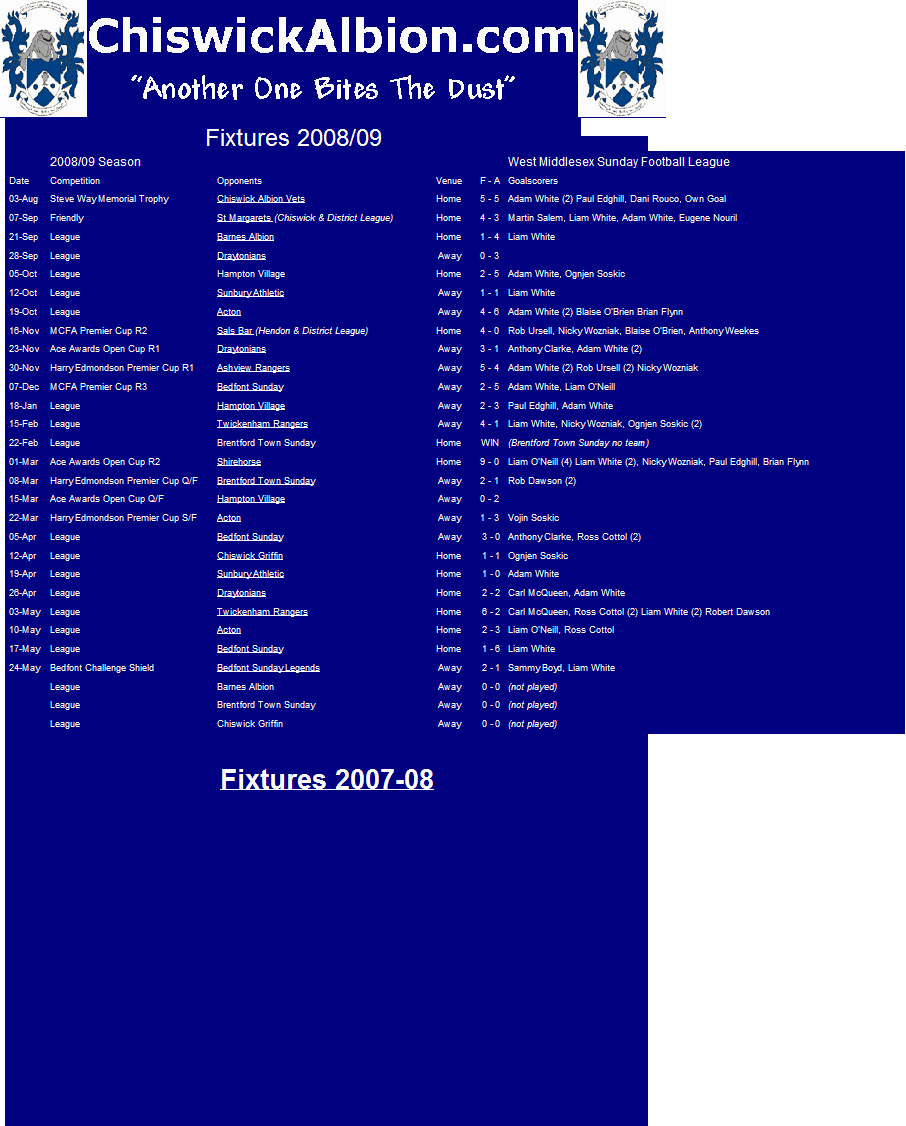 ChiswickAlbion.com
“Another One Bites The Dust”
Fixtures 2008/09
2008/09 Season West Middlesex Sunday Football League
Date Competition Opponents Venue F - A Goalscorers
03-Aug Steve Way Memorial Trophy Chiswick Albion Vets Home 5 - 5 Adam White (2) Paul Edghill, Dani Rouco, Own Goal
07-Sep Friendly St Margarets (Chiswick & District League) Home 4 - 3 Martin Salem, Liam White, Adam White, Eugene Nouril
21-Sep League Barnes Albion Home 1 - 4 Liam White
28-Sep League Draytonians Away 0 - 3
05-Oct League Hampton Village Home 2 - 5 Adam White, Ognjen Soskic
12-Oct League Sunbury Athletic Away 1 - 1 Liam White
19-Oct League Acton Away 4 - 6 Adam White (2) Blaise O'Brien Brian Flynn
16-Nov MCFA Premier Cup R2 Sals Bar (Hendon & District League) Home 4 - 0 Rob Ursell, Nicky Wozniak, Blaise O'Brien, Anthony Weekes
23-Nov Ace Awards Open Cup R1 Draytonians Away 3 - 1 Anthony Clarke, Adam White (2)
30-Nov Harry Edmondson Premier Cup R1 Ashview Rangers Away 5 - 4 Adam White (2) Rob Ursell (2) Nicky Wozniak
07-Dec MCFA Premier Cup R3 Bedfont Sunday Away 2 - 5 Adam White, Liam O'Neill
18-Jan League Hampton Village Away 2 - 3 Paul Edghill, Adam White
15-Feb League Twickenham Rangers Away 4 - 1 Liam White, Nicky Wozniak, Ognjen Soskic (2)
22-Feb League Brentford Town Sunday Home WIN (Brentford Town Sunday no team)
01-Mar Ace Awards Open Cup R2 Shirehorse Home 9 - 0 Liam O'Neill (4) Liam White (2), Nicky Wozniak, Paul Edghill, Brian Flynn
08-Mar Harry Edmondson Premier Cup Q/F Brentford Town Sunday Away 2 - 1 Rob Dawson (2)
15-Mar Ace Awards Open Cup Q/F Hampton Village Away 0 - 2
22-Mar Harry Edmondson Premier Cup S/F Acton Away 1 - 3 Vojin Soskic
05-Apr League Bedfont Sunday Away 3 - 0 Anthony Clarke, Ross Cottol (2)
12-Apr League Chiswick Griffin Home 1 - 1 Ognjen Soskic
19-Apr League Sunbury Athletic Home 1 - 0 Adam White
26-Apr League Draytonians Home 2 - 2 Carl McQueen, Adam White
03-May League Twickenham Rangers Home 6 - 2 Carl McQueen, Ross Cottol (2) Liam White (2) Robert Dawson
10-May League Acton Home 2 - 3 Liam O'Neill, Ross Cottol
17-May League Bedfont Sunday Home 1 - 6 Liam White
24-May Bedfont Challenge Shield Bedfont Sunday Legends Away 2 - 1 Sammy Boyd, Liam White
League Barnes Albion Away 0 - 0 (not played)
League Brentford Town Sunday Away 0 - 0 (not played)
League Chiswick Griffin Away 0 - 0 (not played)
Fixtures 2007-08